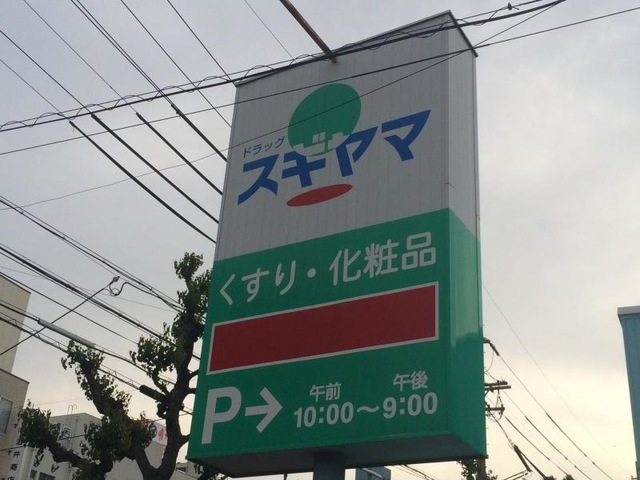 ドラッグ
スギヤマ
くすり・化粧品
P→ 午前 午後
10:00～9:00